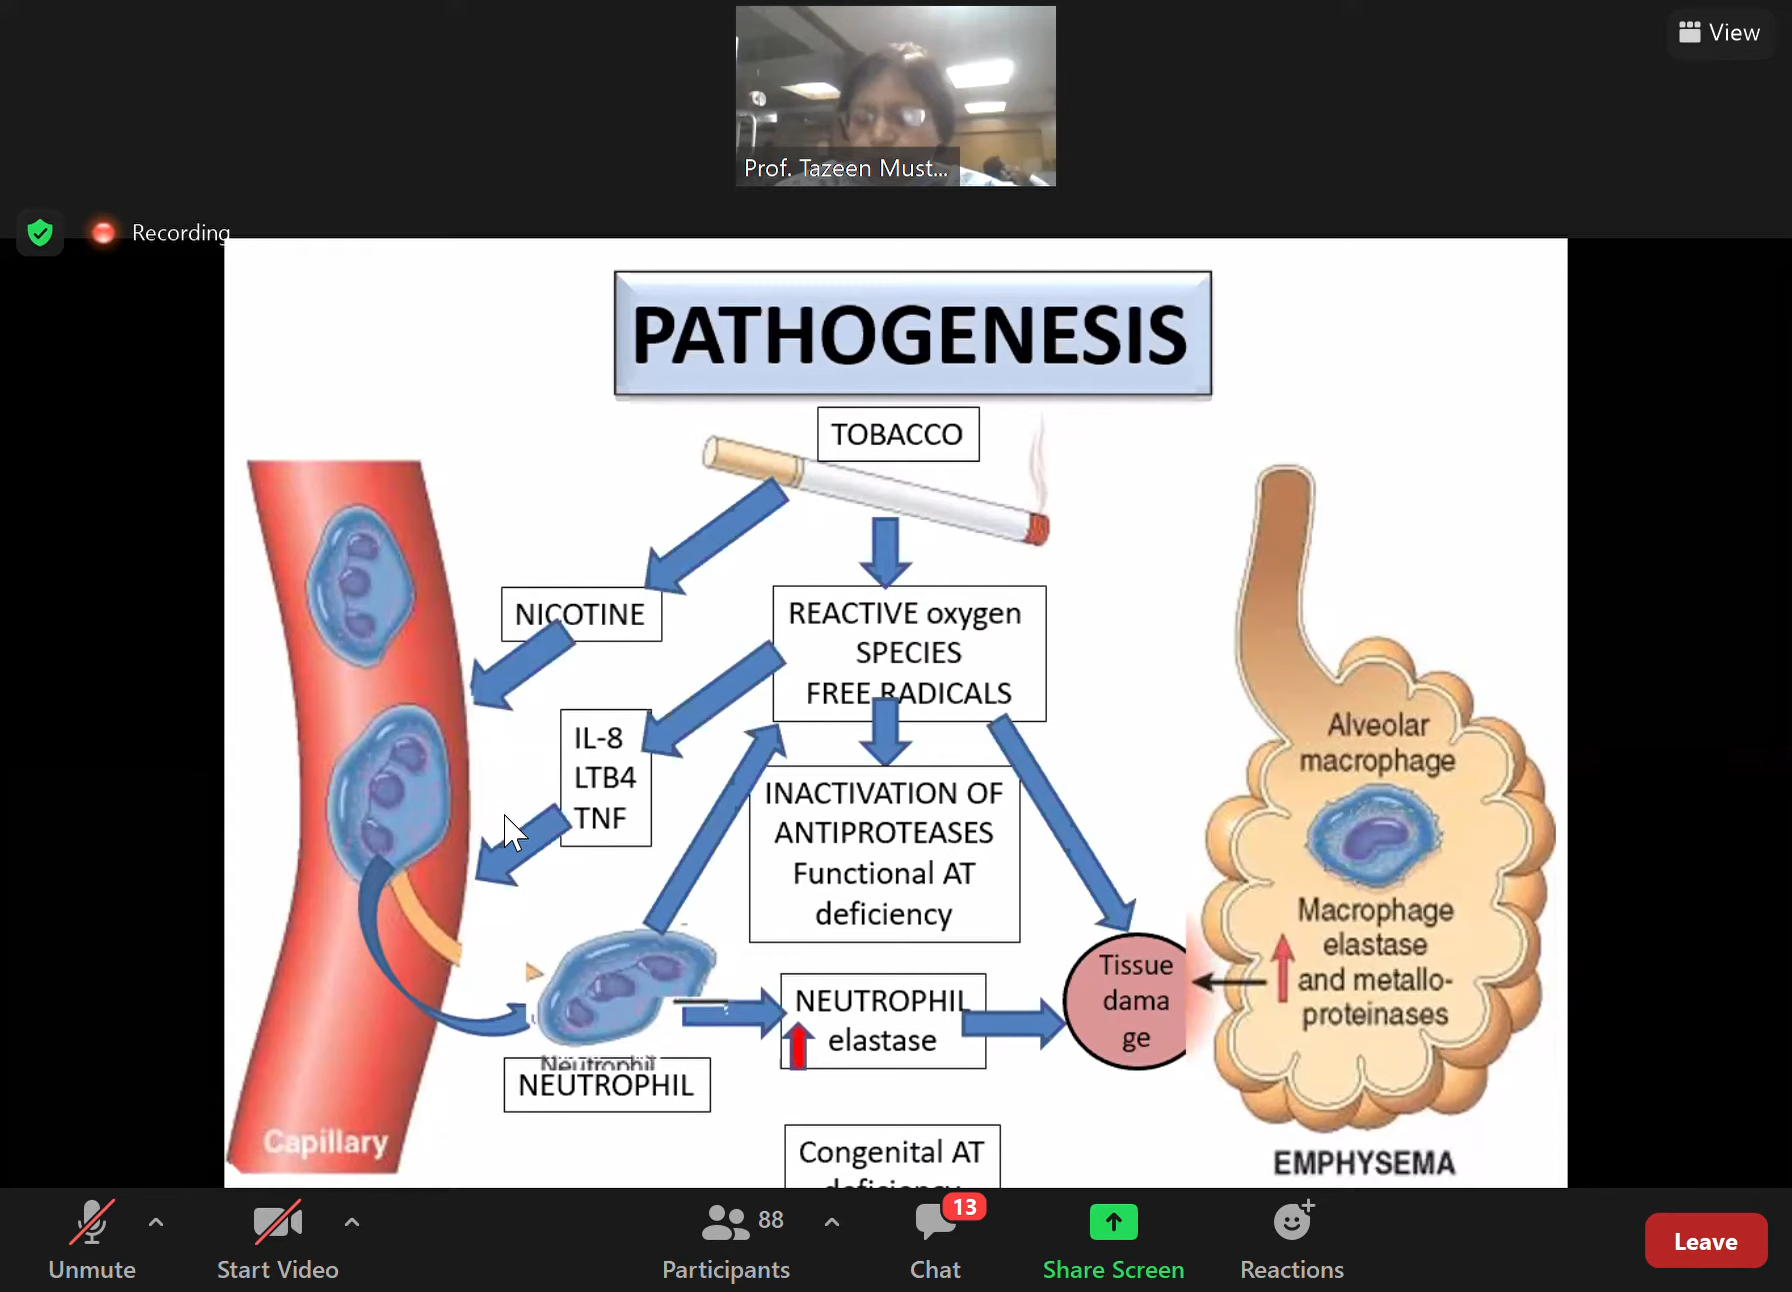 View
Prof. Tazeen Must...
Recording
PATHOGENESIS
TOBACCO
NICOTINE
REACTIVE oxygen
SPECIES
FREE RADICALS
IL-8
LTB4
TNF
INACTIVATION OF
ANTIPROTEASES
Functional AT
deficiency
Alveolar
macrophage
Macrophage
elastase
and metallo-
proteinases
Tissue
dama
ge
NEUTROPHIL
elastase
Neutrophil
NEUTROPHIL
Capillary
Congenital AT
deficiency
EMPHYSEMA
Unmute
Start Video
88
Participants
13
Chat
Share Screen
Reactions
Leave